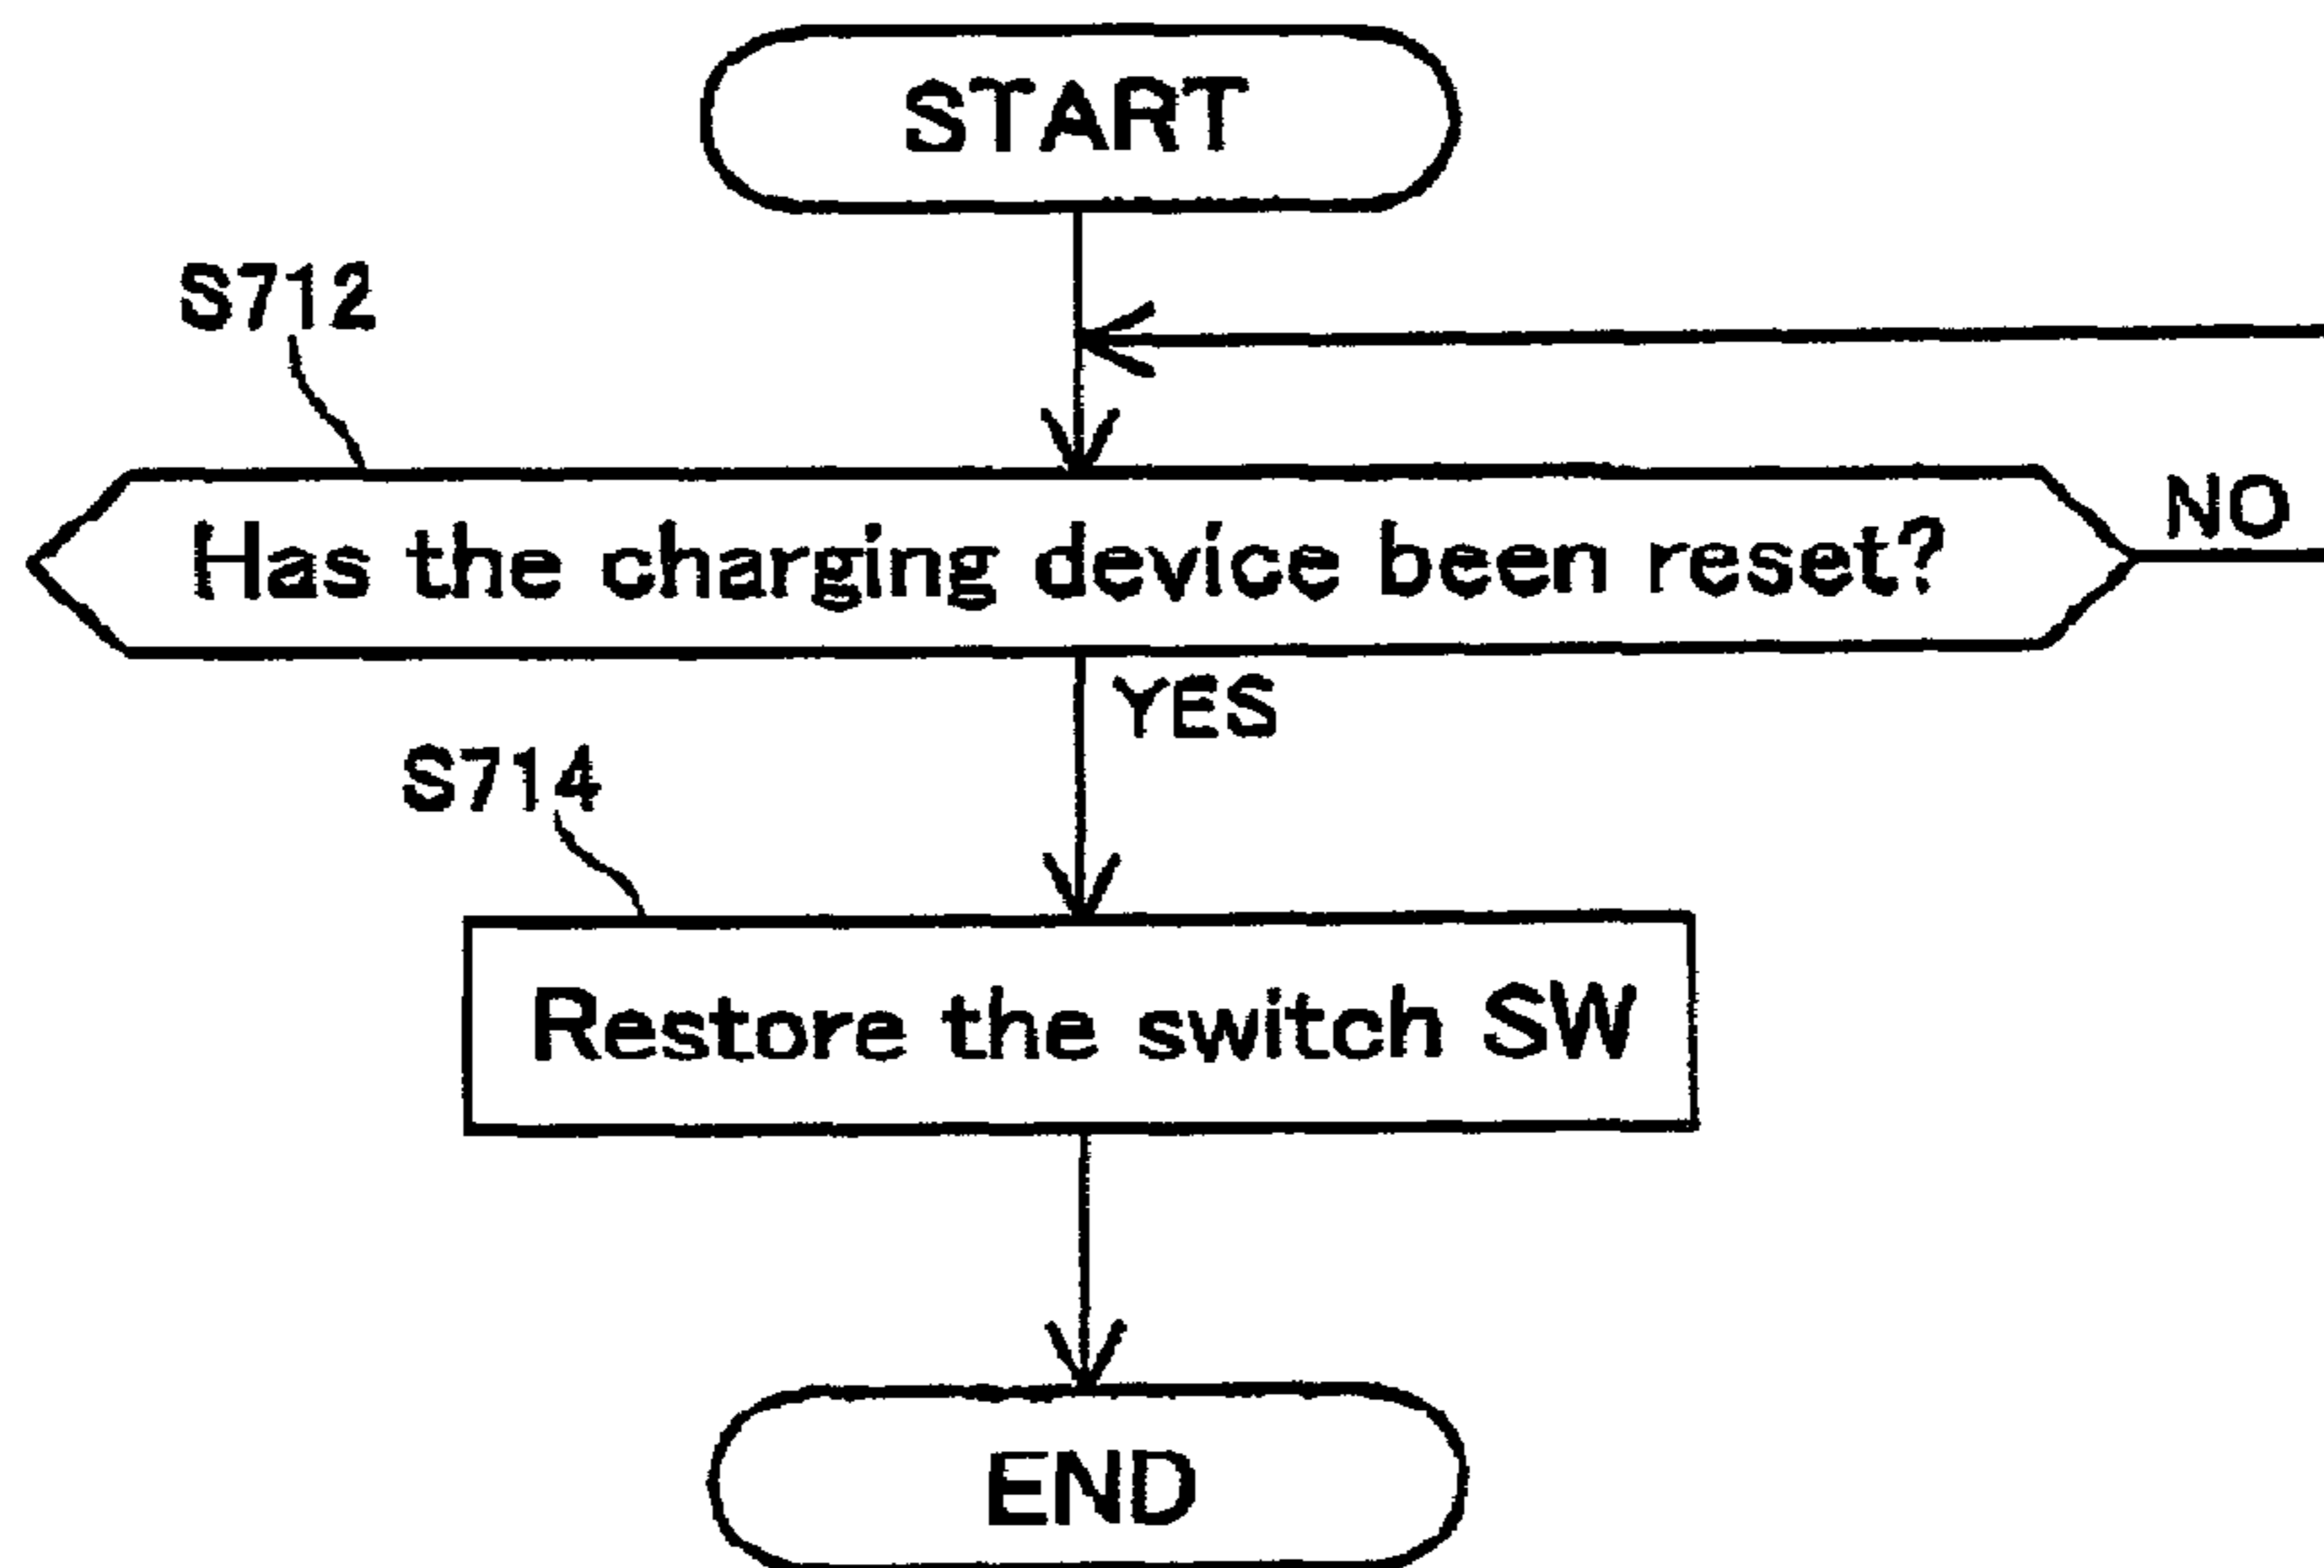 START
S712
Has the charging device been reset?
NO
YES
S714
Restore the switch SW
END